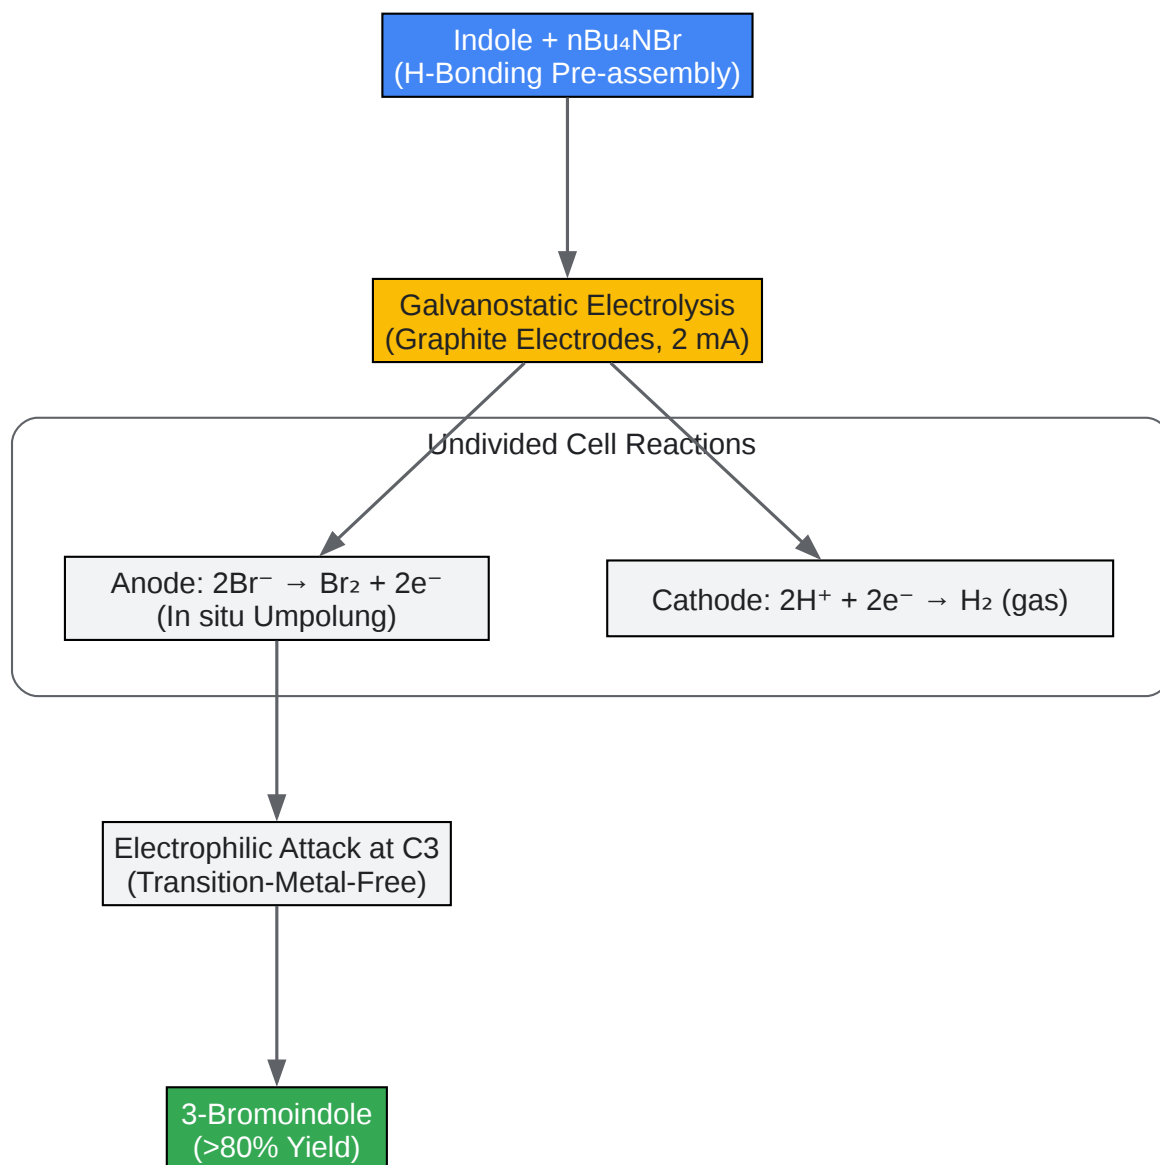 Indole + nBu₄NBr
(H-Bonding Pre-assembly)
Galvanostatic Electrolysis
(Graphite Electrodes, 2 mA)
Undivided Cell Reactions
Anode: 2Br⁻ → Br₂ + 2e⁻
(In situ Umpolung)
Cathode: 2H⁺ + 2e⁻ → H₂ (gas)
Electrophilic Attack at C3
(Transition-Metal-Free)
3-Bromoindole
(>80% Yield)